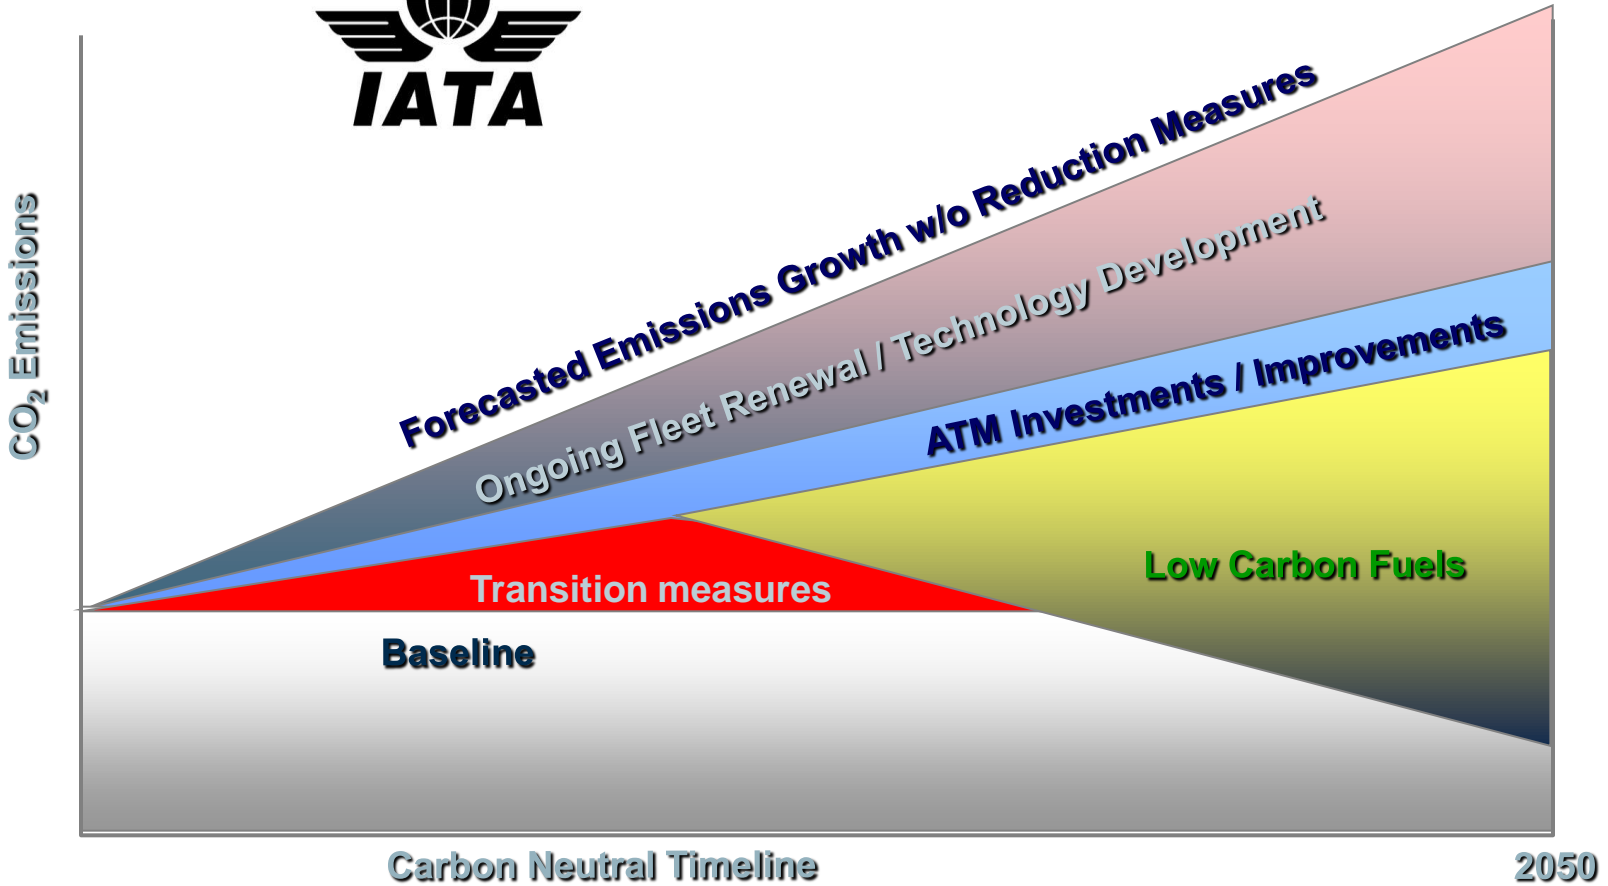 IATA
CO₂ Emissions
Forecasted Emissions Growth w/o Reduction Measures
Ongoing Fleet Renewal / Technology Development
ATM Investments / Improvements
Low Carbon Fuels
Transition measures
Baseline
Carbon Neutral Timeline
2050